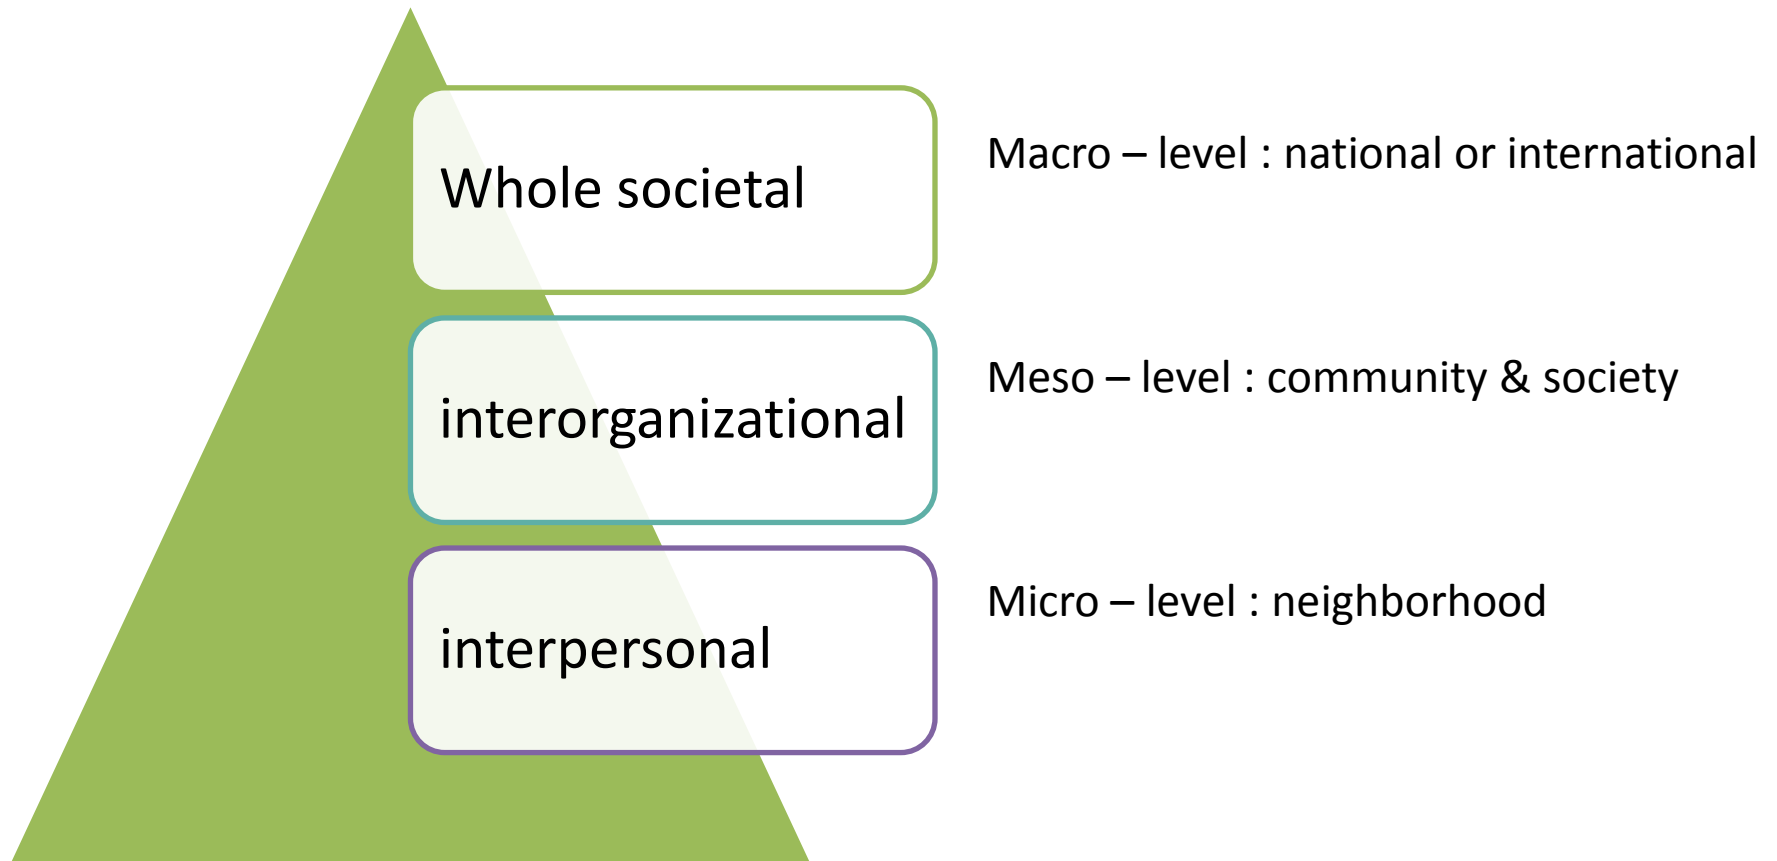 Whole societal
Macro – level : national or international
interorganizational
Meso – level : community & society
interpersonal
Micro – level : neighborhood